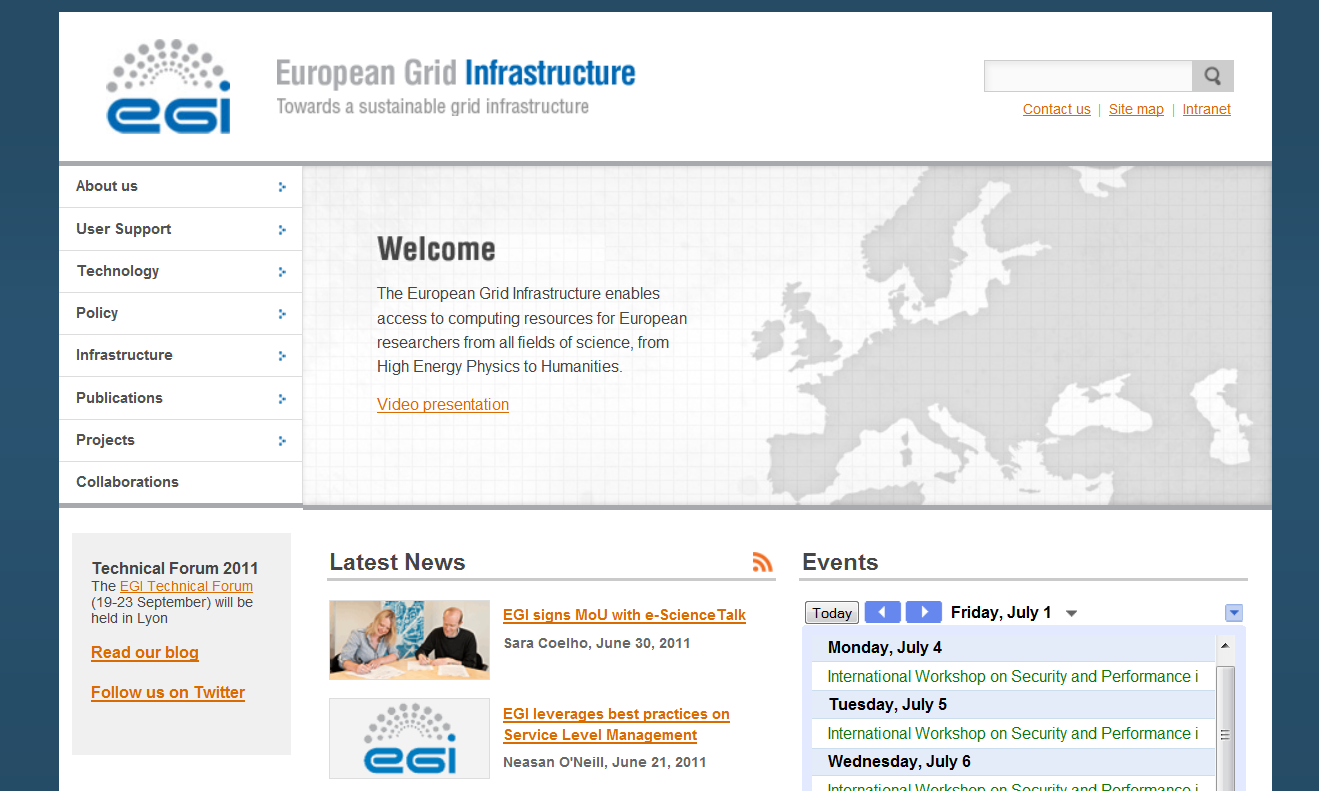 egi
European Grid Infrastructure
Towards a sustainable grid infrastructure
Contact us | Site map | Intranet
About us
User Support
Technology
Policy
Infrastructure
Publications
Projects
Collaborations
Welcome
The European Grid Infrastructure enables
access to computing resources for European
researchers from all fields of science, from
High Energy Physics to Humanities.
Video presentation
Technical Forum 2011
The EGI Technical Forum
(19-23 September) will be
held in Lyon
Read our blog
Follow us on Twitter
Latest News
EGI signs MoU with e-ScienceTalk
Sara Coelho, June 30, 2011
egi
EGI leverages best practices on
Service Level Management
Neasan O'Neill, June 21, 2011
Events
Today
Friday, July 1
Monday, July 4
International Workshop on Security and Performance i
Tuesday, July 5
International Workshop on Security and Performance i
Wednesday, July 6
International Workshop on Security and Performance i